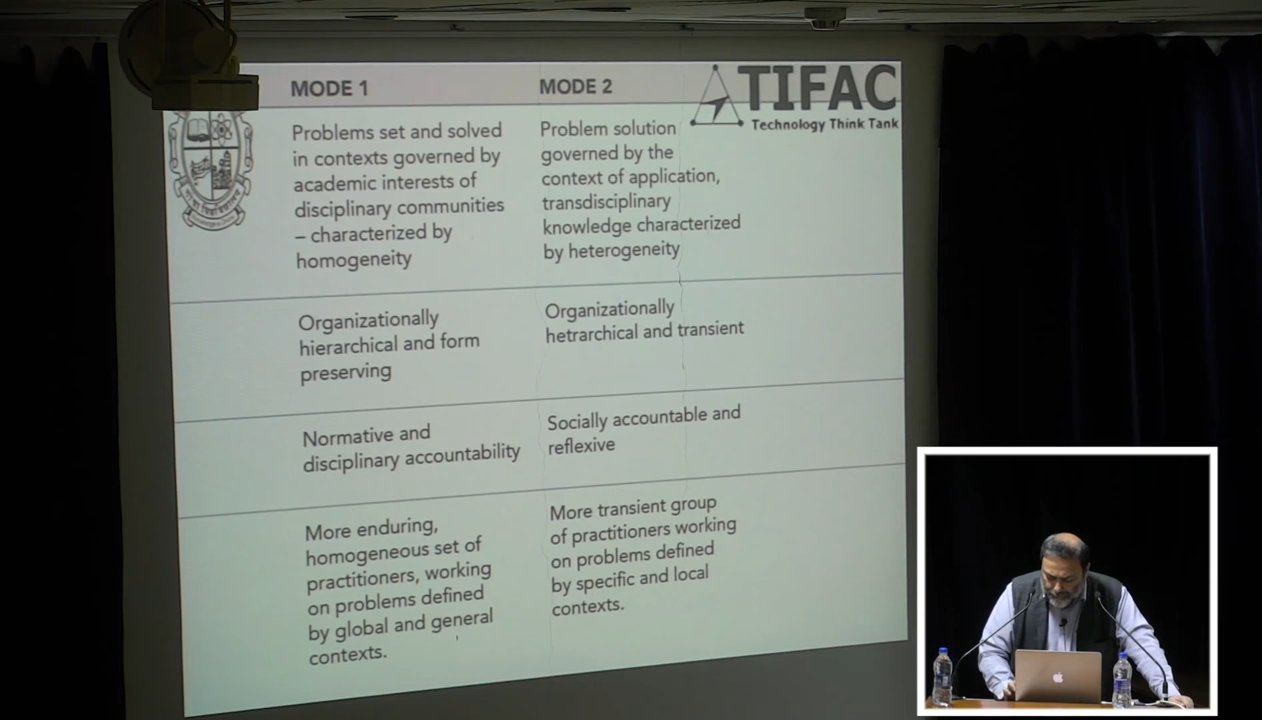 MODE 1
MODE 2
TIFAC
Technology Think Tank
Problems set and solved
in contexts governed by
academic interests of
disciplinary communities
– characterized by
homogeneity
Problem solution
governed by the
context of application,
transdisciplinary
knowledge characterized
by heterogeneity
Organizationally
hierarchical and form
preserving
Organizationally
hetrarchical and transient
Normative and
disciplinary accountability
Socially accountable and
reflexive
More enduring,
homogeneous set of
practitioners, working
on problems defined
by global and general
contexts.
More transient group
of practitioners working
on problems defined
by specific and local
contexts.